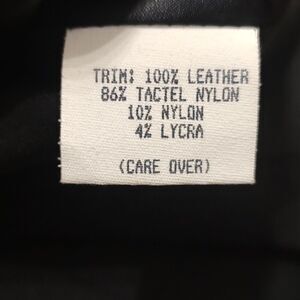 TRIM: 100% LEATHER
86% TACTEL NYLON
10% NYLON
4% LYCRA
(CARE OVER)